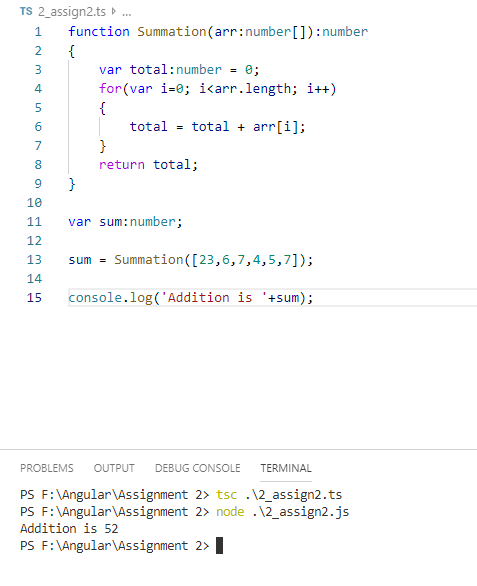 TS 2_assign2.ts > ...
1 function Summation(arr:number[]):number
2 {
3 var total:number = 0;
4 for(var i=0; i<arr.length; i++)
5 {
6 total = total + arr[i];
7 }
8 return total;
9 }
10
11 var sum:number;
12
13 sum = Summation([23,6,7,4,5,7]);
14
15 console.log('Addition is '+sum);
PROBLEMS OUTPUT DEBUG CONSOLE TERMINAL
PS F:\Angular\Assignment 2> tsc .\2_assign2.ts
PS F:\Angular\Assignment 2> node .\2_assign2.js
Addition is 52
PS F:\Angular\Assignment 2>